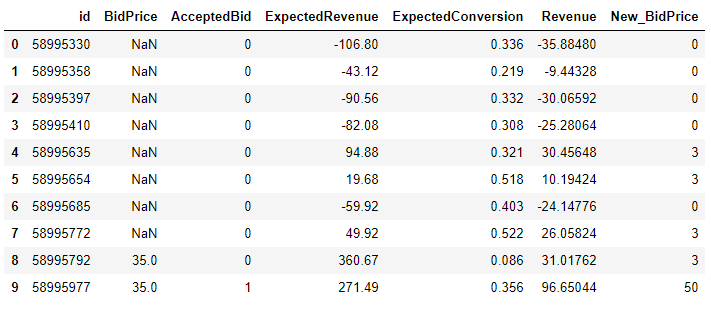 id BidPrice AcceptedBid ExpectedRevenue ExpectedConversion Revenue New_BidPrice
0 58995330 NaN 0 -106.80 0.336 -35.88480 0
1 58995358 NaN 0 -43.12 0.219 -9.44328 0
2 58995397 NaN 0 -90.56 0.332 -30.06592 0
3 58995410 NaN 0 -82.08 0.308 -25.28064 0
4 58995635 NaN 0 94.88 0.321 30.45648 3
5 58995654 NaN 0 19.68 0.518 10.19424 3
6 58995685 NaN 0 -59.92 0.403 -24.14776 0
7 58995772 NaN 0 49.92 0.522 26.05824 3
8 58995792 35.0 0 360.67 0.086 31.01762 3
9 58995977 35.0 1 271.49 0.356 96.65044 50